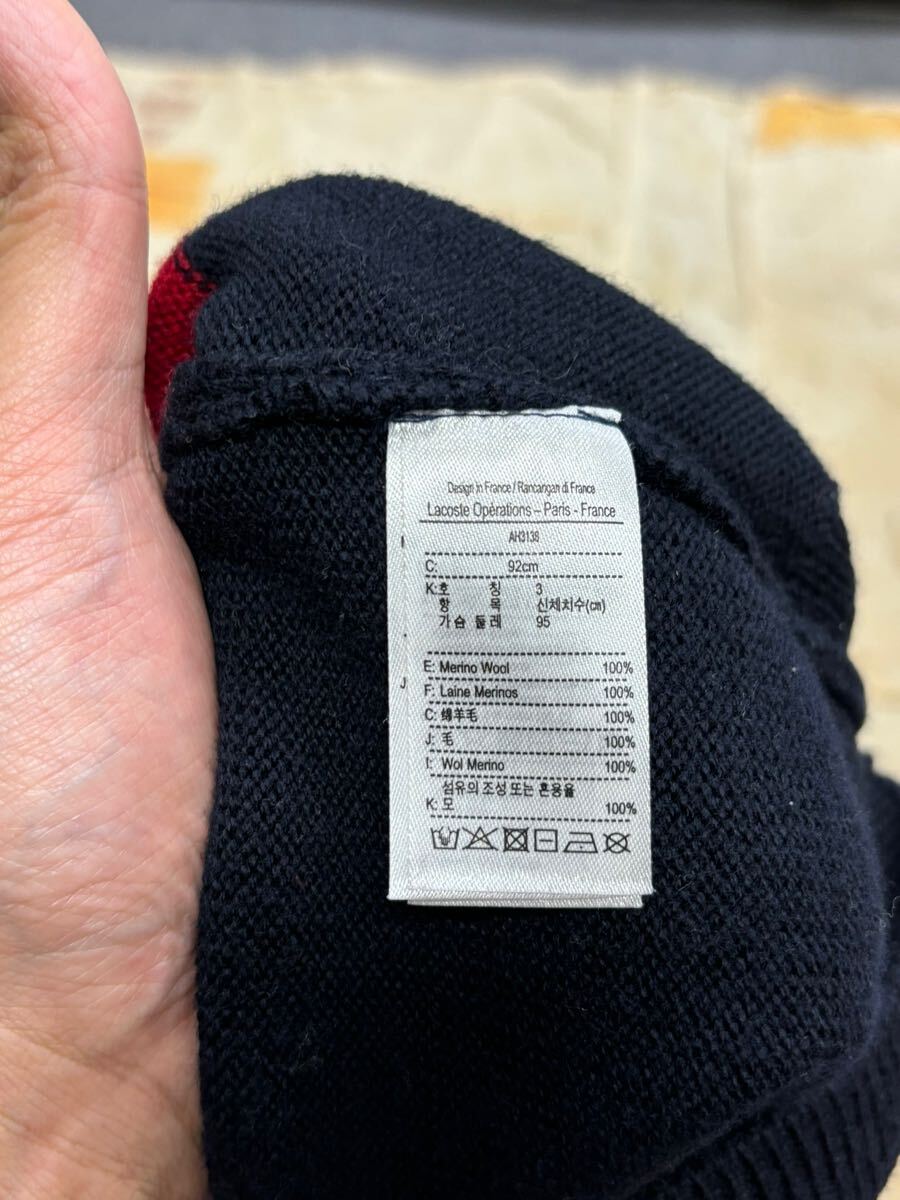 Design in France / Rancangan di France
Lacoste Opérations – Paris - France
AH3138
C: 92cm
K: 호 칭 3
항 목 신체치수(㎝)
가슴 둘레 95
E: Merino Wool 100%
F: Laine Merinos 100%
C: 绵羊毛 100%
J: 毛 100%
I: Wol Merino 100%
섬유의 조성 또는 혼용율
K: 모 100%